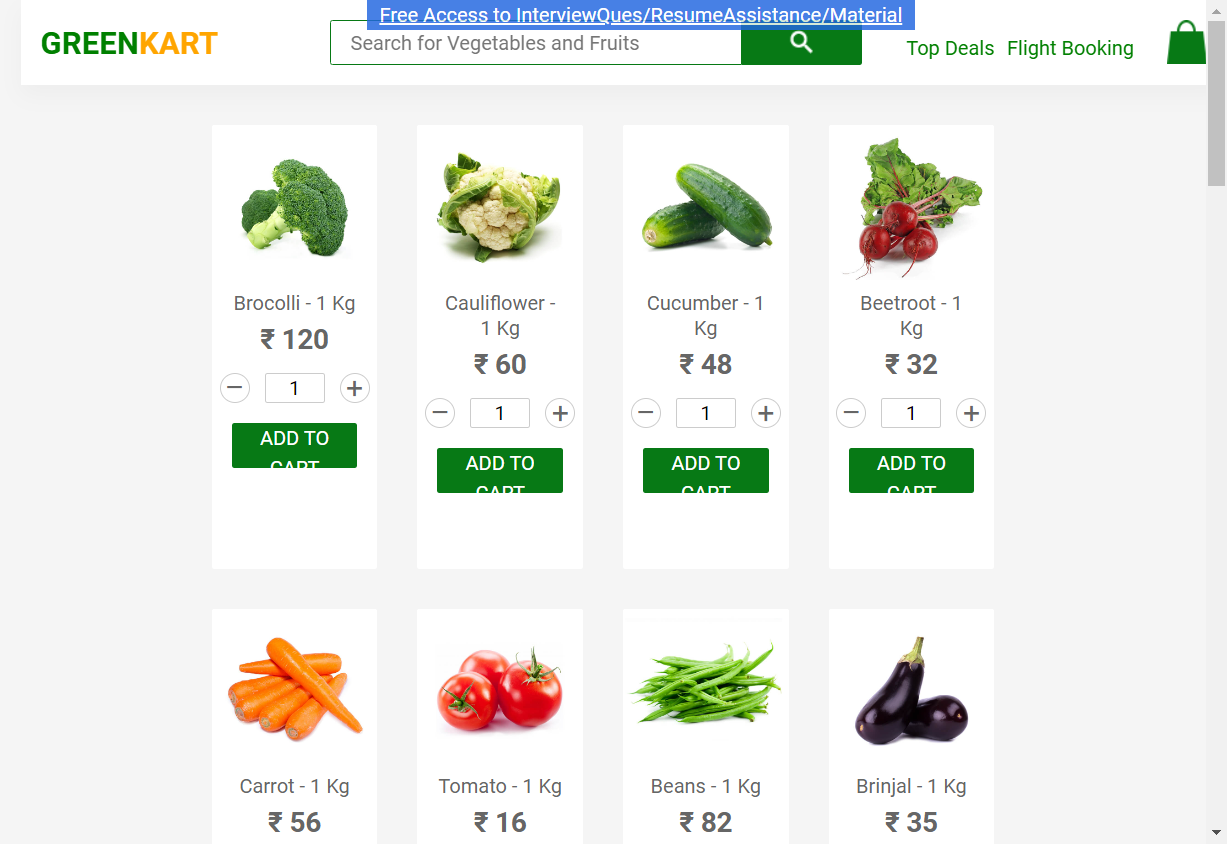 Free Access to InterviewQues/ResumeAssistance/Material
GREENKART
Search for Vegetables and Fruits
Top Deals Flight Booking
Brocolli - 1 Kg
₹ 120
− 1 +
ADD TO
CART
Cauliflower -
1 Kg
₹ 60
− 1 +
ADD TO
CART
Cucumber - 1
Kg
₹ 48
− 1 +
ADD TO
CART
Beetroot - 1
Kg
₹ 32
− 1 +
ADD TO
CART
Carrot - 1 Kg
₹ 56
Tomato - 1 Kg
₹ 16
Beans - 1 Kg
₹ 82
Brinjal - 1 Kg
₹ 35